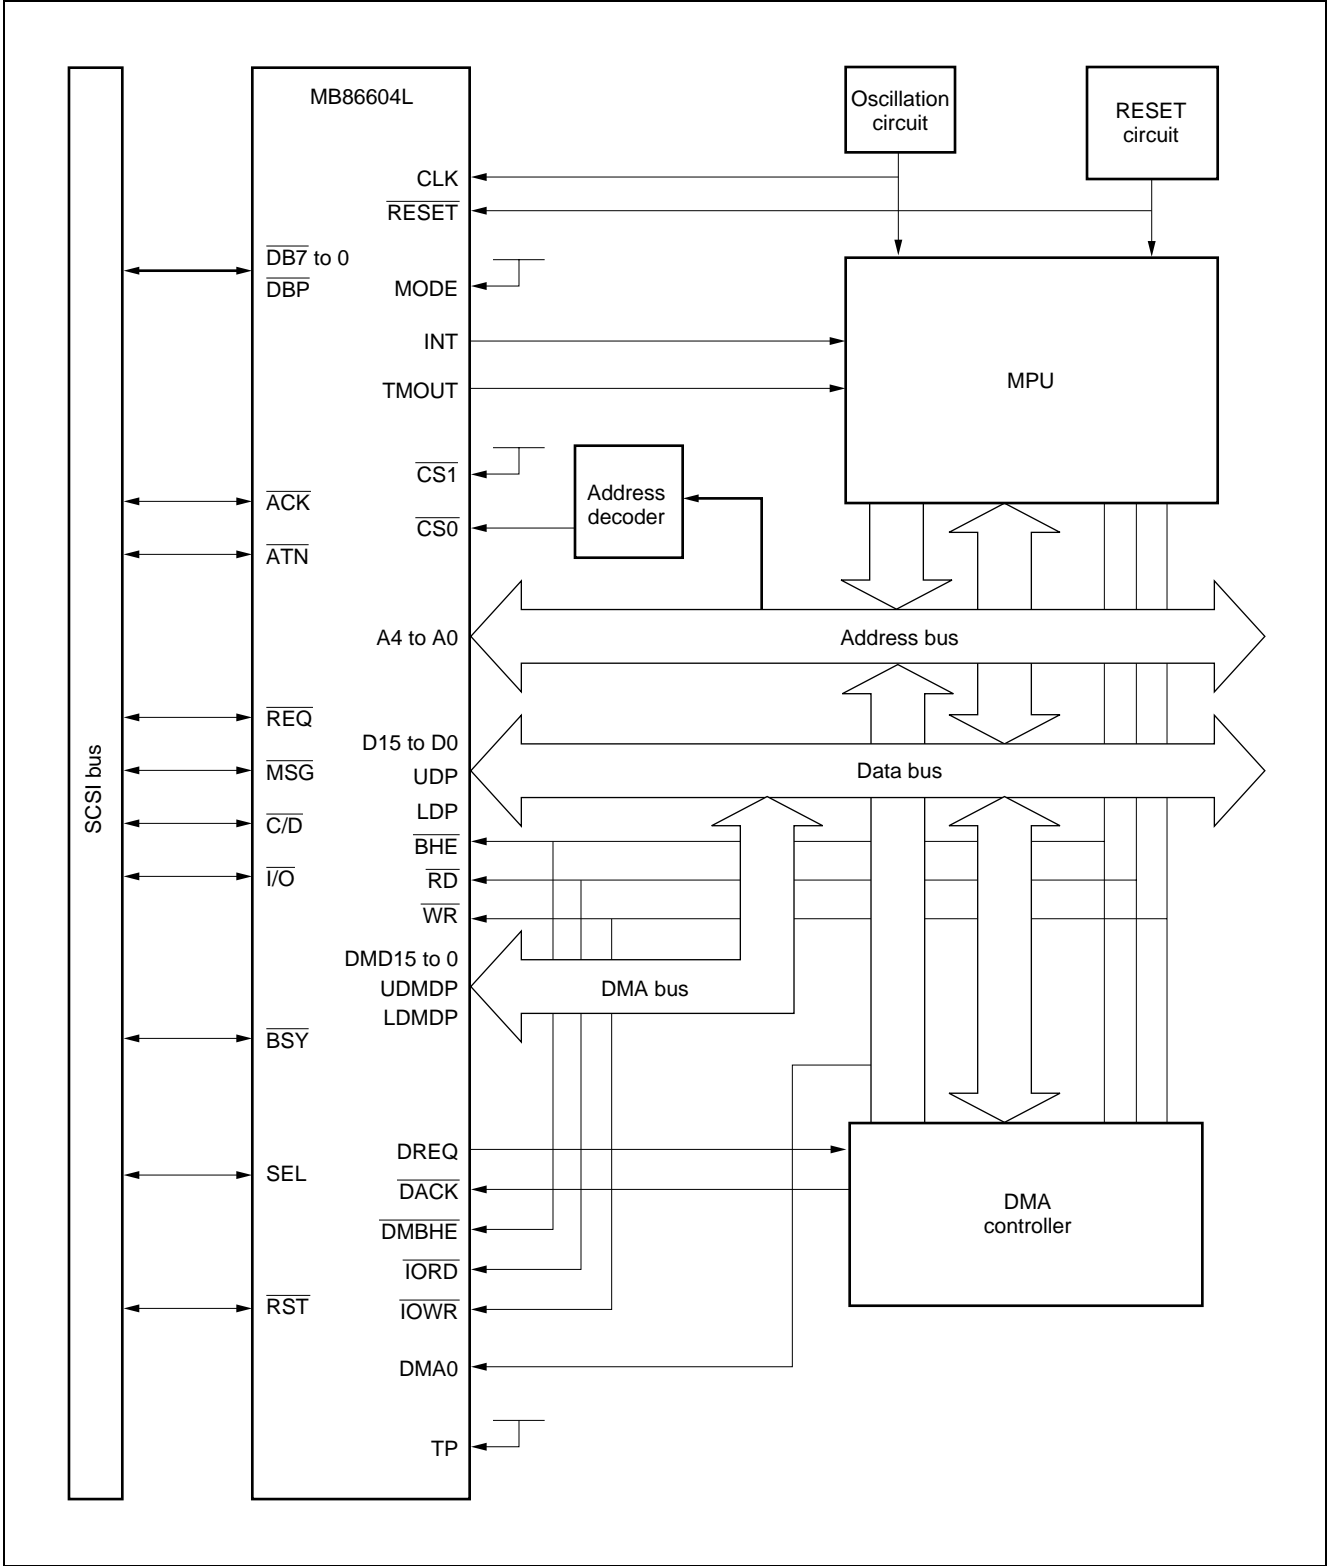 MB86604L
Oscillation
circuit
RESET
circuit
CLK
RESET
DB7 to 0
DBP
MODE
INT
TMOUT
MPU
CS1
ACK
Address
decoder
CS0
ATN
A4 to A0
Address bus
REQ
D15 to D0
MSG
UDP
Data bus
SCSI bus
LDP
C/D
BHE
I/O
RD
WR
DMD15 to 0
UDMDP
DMA bus
LDMDP
BSY
DREQ
SEL
DACK
DMA
controller
DMBHE
IORD
RST
IOWR
DMA0
TP